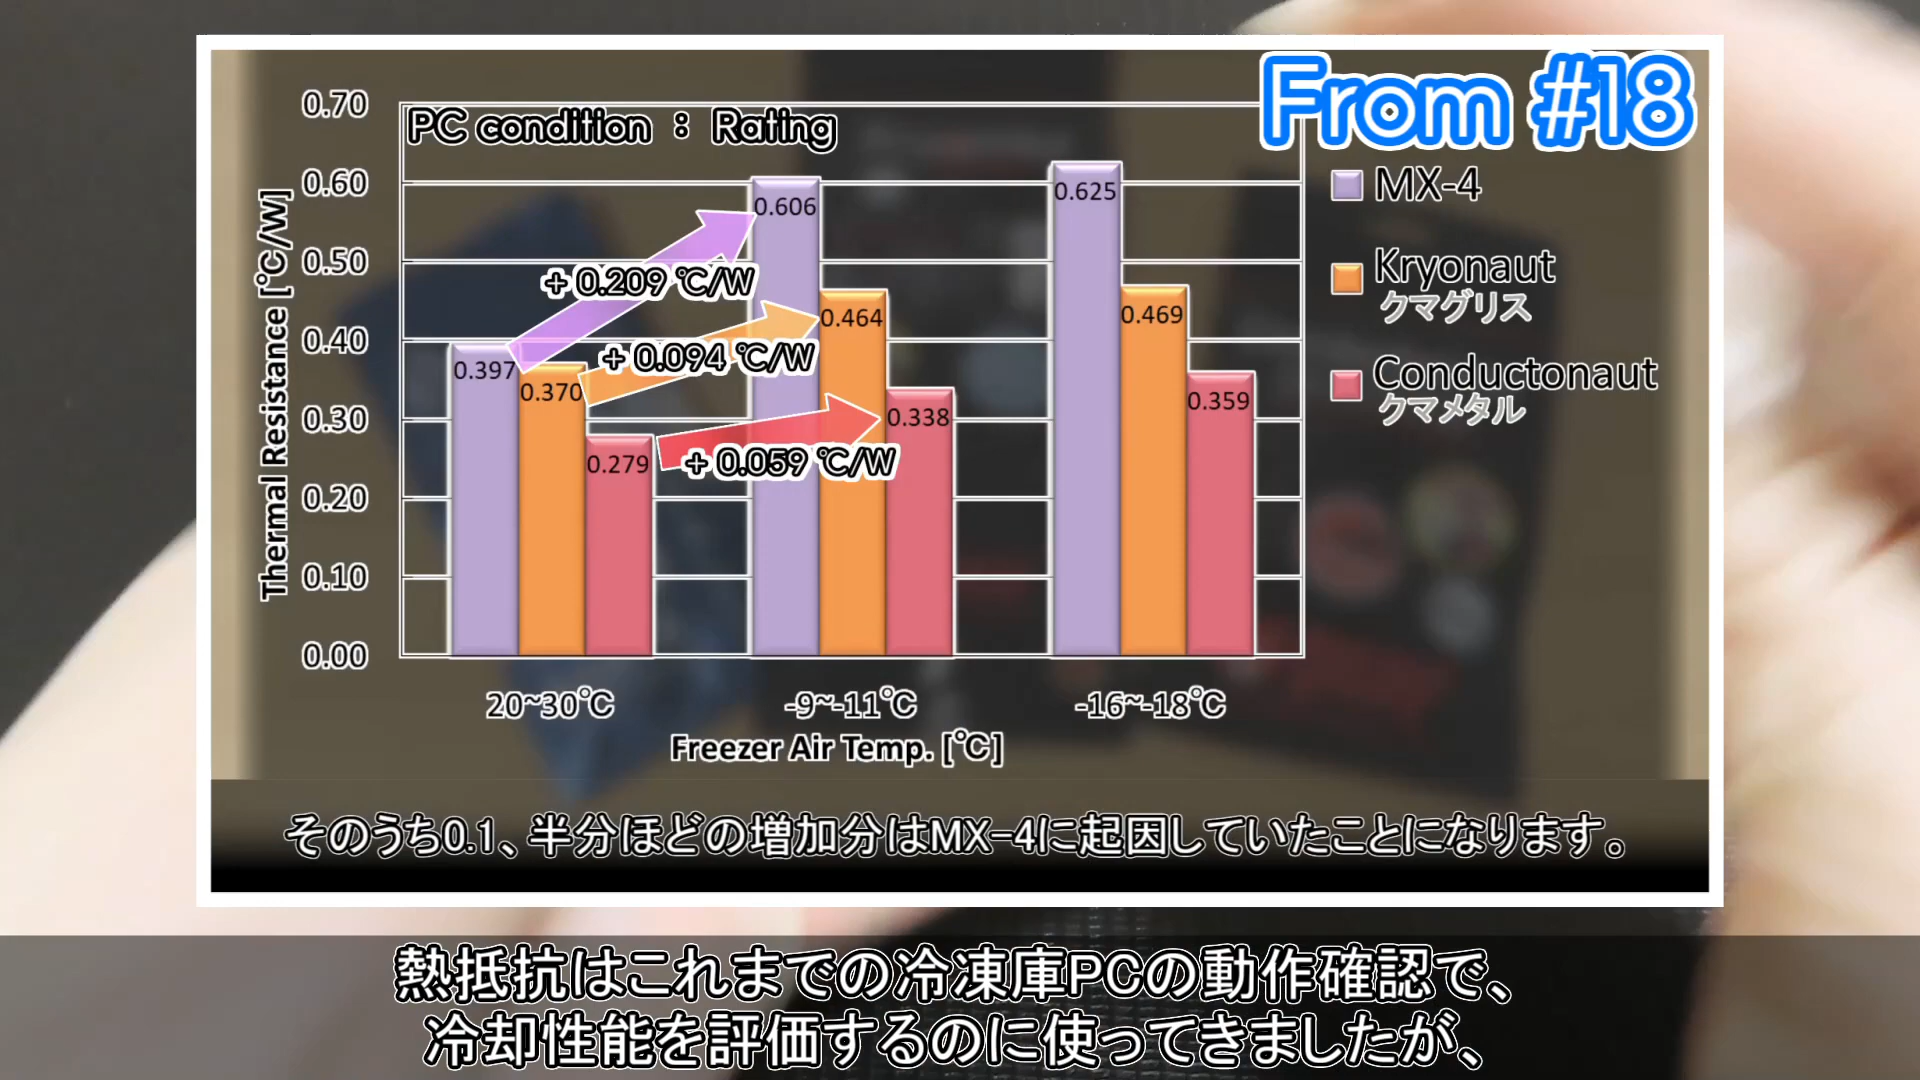 From #18
PC condition : Rating
Thermal Resistance [℃/W]
0.70
0.60
0.50
0.40
0.30
0.20
0.10
0.00
0.397
0.370
0.279
0.606
0.464
0.338
0.625
0.469
0.359
+ 0.209 ℃/W
+ 0.094 ℃/W
+ 0.059 ℃/W
20~30℃
-9~-11℃
-16~-18℃
Freezer Air Temp. [℃]
MX-4
Kryonaut
クマグリス
Conductonaut
クマメタル
そのうち0.1、半分ほどの増加分はMX-4に起因していたことになります。
熱抵抗はこれまでの冷凍庫PCの動作確認で、
冷却性能を評価するのに使ってきましたが、